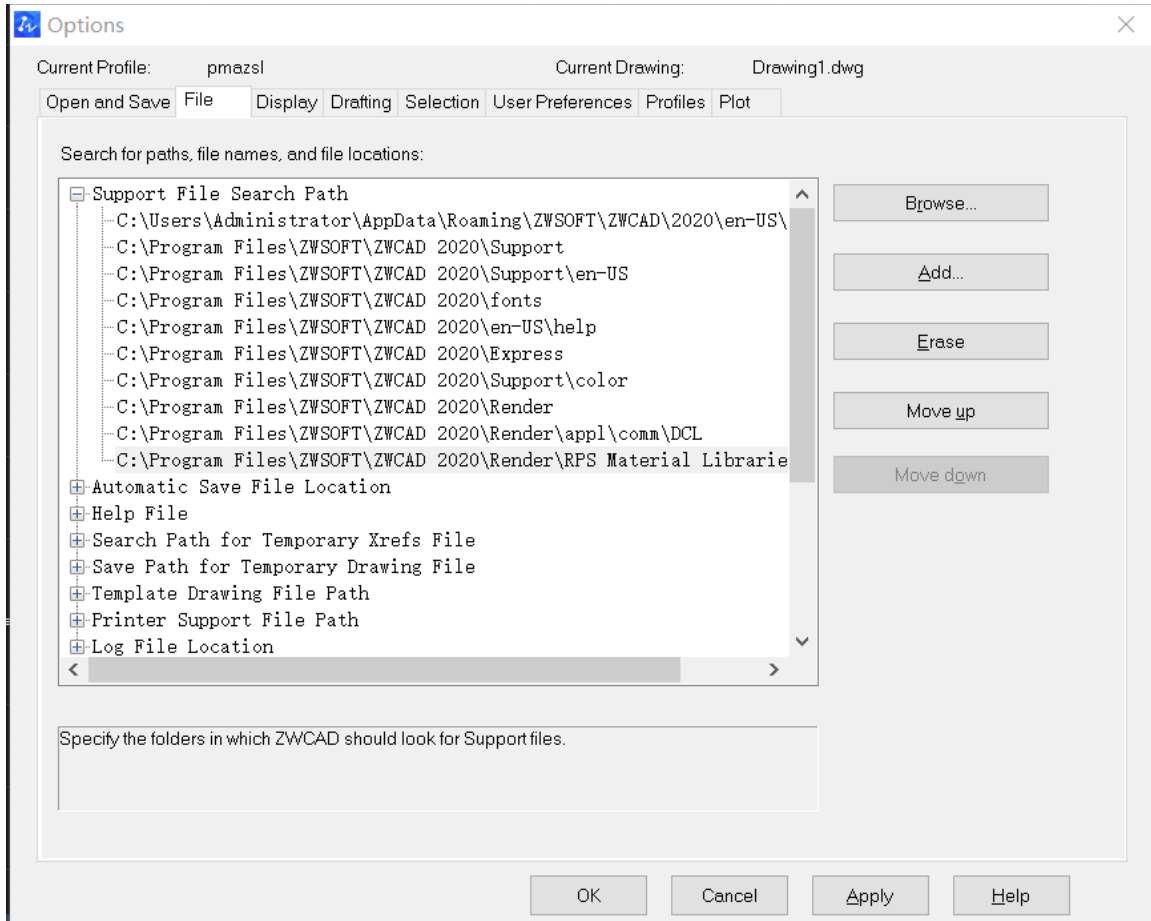 Options
Current Profile: pmazsl Current Drawing: Drawing1.dwg
Open and Save File Display Drafting Selection User Preferences Profiles Plot
Search for paths, file names, and file locations:
Support File Search Path
C:\Users\Administrator\AppData\Roaming\ZWSOFT\ZWCAD\2020\en-US\
C:\Program Files\ZWSOFT\ZWCAD 2020\Support
C:\Program Files\ZWSOFT\ZWCAD 2020\Support\en-US
C:\Program Files\ZWSOFT\ZWCAD 2020\fonts
C:\Program Files\ZWSOFT\ZWCAD 2020\en-US\help
C:\Program Files\ZWSOFT\ZWCAD 2020\Express
C:\Program Files\ZWSOFT\ZWCAD 2020\Support\color
C:\Program Files\ZWSOFT\ZWCAD 2020\Render
C:\Program Files\ZWSOFT\ZWCAD 2020\Render\appl\comm\DCL
C:\Program Files\ZWSOFT\ZWCAD 2020\Render\RPS Material Librarie
Automatic Save File Location
Help File
Search Path for Temporary Xrefs File
Save Path for Temporary Drawing File
Template Drawing File Path
Printer Support File Path
Log File Location
Browse...
Add...
Erase
Move up
Move down
Specify the folders in which ZWCAD should look for Support files.
OK Cancel Apply Help